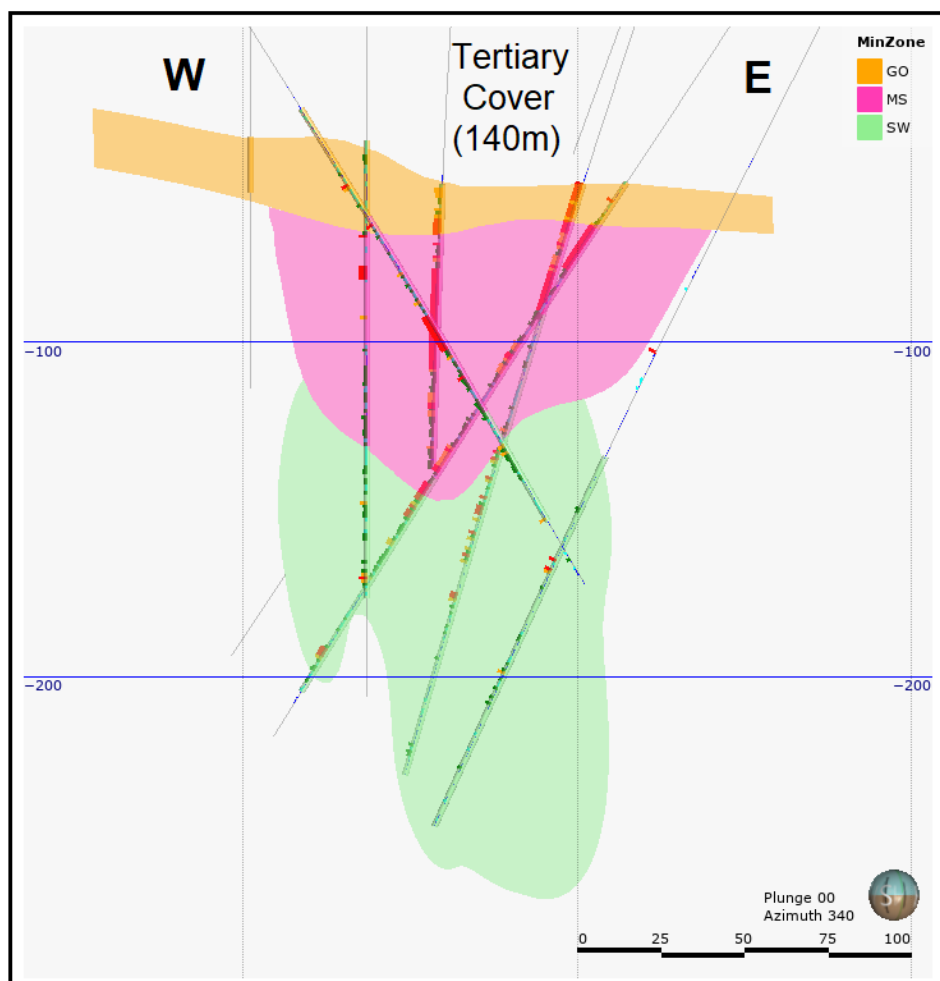 W
Tertiary
Cover
(140m)
E
MinZone
GO
MS
SW
−100
−100
−200
−200
Plunge 00
Azimuth 340
S
0 25 50 75 100